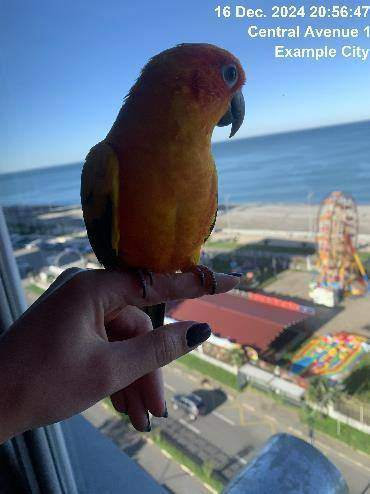 16 Dec. 2024 20:56:47
Central Avenue 1
Example City